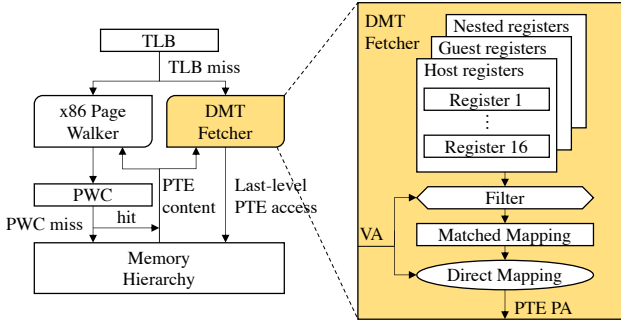 TLB
TLB miss
x86 Page
Walker
DMT
Fetcher
PWC
PTE
content
Last-level
PTE access
PWC miss
hit
Memory
Hierarchy
DMT
Fetcher
Nested registers
Guest registers
Host registers
Register 1
⋮
Register 16
Filter
VA
Matched Mapping
Direct Mapping
PTE PA